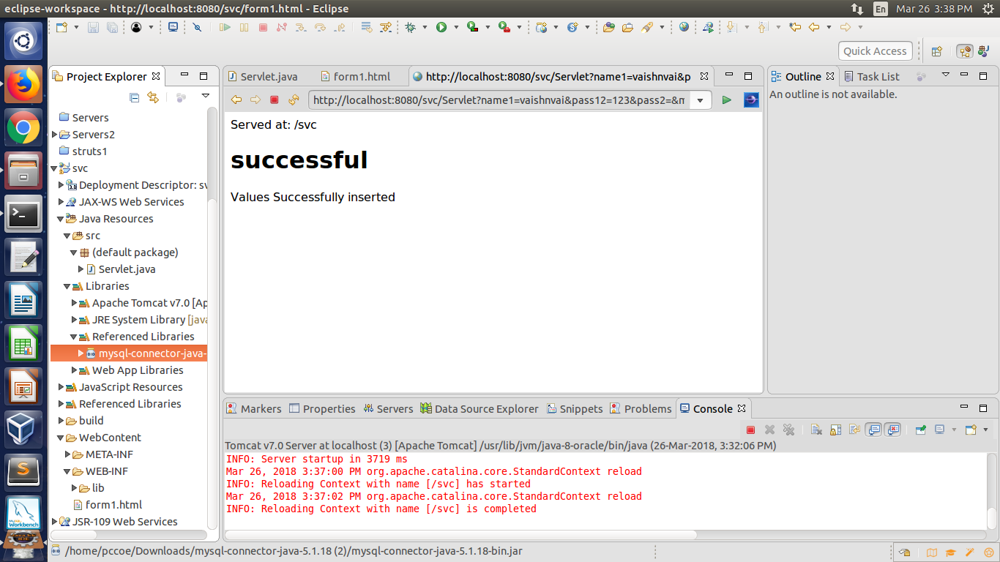 eclipse-workspace - http://localhost:8080/svc/form1.html - Eclipse
En
Mar 26 3:38 PM
Quick Access
Project Explorer
Servers
Servers2
struts1
svc
Deployment Descriptor: sv
JAX-WS Web Services
Java Resources
src
(default package)
Servlet.java
Libraries
Apache Tomcat v7.0 [Ap
JRE System Library [java
Referenced Libraries
mysql-connector-java-
Web App Libraries
JavaScript Resources
Referenced Libraries
build
WebContent
META-INF
WEB-INF
lib
form1.html
JSR-109 Web Services
Servlet.java
form1.html
http://localhost:8080/svc/Servlet?name1=vaishnvai&p
http://localhost:8080/svc/Servlet?name1=vaishnvai&pass12=123&pass2=&m
Served at: /svc
successful
Values Successfully inserted
Outline
Task List
An outline is not available.
Markers
Properties
Servers
Data Source Explorer
Snippets
Problems
Console
Tomcat v7.0 Server at localhost (3) [Apache Tomcat] /usr/lib/jvm/java-8-oracle/bin/java (26-Mar-2018, 3:32:06 PM)
INFO: Server startup in 3719 ms
Mar 26, 2018 3:37:00 PM org.apache.catalina.core.StandardContext reload
INFO: Reloading Context with name [/svc] has started
Mar 26, 2018 3:37:02 PM org.apache.catalina.core.StandardContext reload
INFO: Reloading Context with name [/svc] is completed
MySQL
Workbench
/home/pccoe/Downloads/mysql-connector-java-5.1.18 (2)/mysql-connector-java-5.1.18-bin.jar